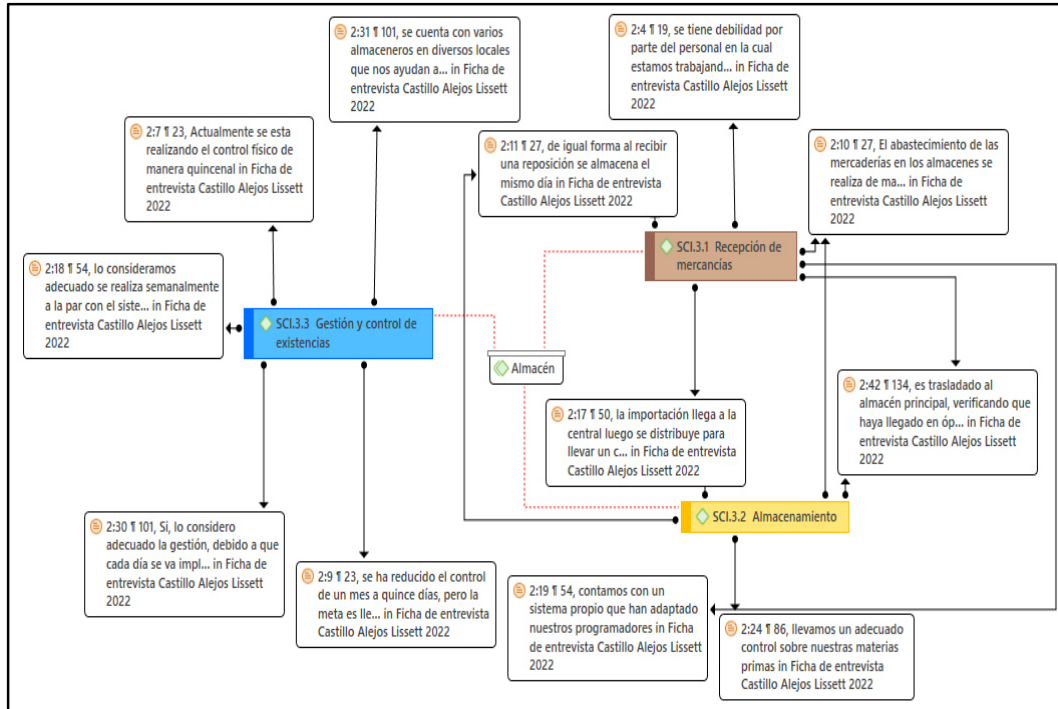 2:31 ¶ 101, se cuenta con varios
almaceneros en diversos locales
que nos ayudan a... in Ficha de
entrevista Castillo Alejos Lissett
2022
2:4 ¶ 19, se tiene debilidad por
parte del personal en la cual
estamos trabajand... in Ficha de
entrevista Castillo Alejos Lissett
2022
2:7 ¶ 23, Actualmente se esta
realizando el control físico de
manera quincenal in Ficha de
entrevista Castillo Alejos Lissett
2022
2:11 ¶ 27, de igual forma al recibir
una reposición se almacena el
mismo día in Ficha de entrevista
Castillo Alejos Lissett 2022
2:10 ¶ 27, El abastecimiento de las
mercaderías en los almacenes se
realiza de ma... in Ficha de
entrevista Castillo Alejos Lissett
2022
SCI.3.1 Recepción de
mercancías
2:18 ¶ 54, lo consideramos
adecuado se realiza semanalmente
a la par con el siste... in Ficha de
entrevista Castillo Alejos Lissett
2022
SCI.3.3 Gestión y control de
existencias
Almacén
2:17 ¶ 50, la importación llega a la
central luego se distribuye para
llevar un c... in Ficha de entrevista
Castillo Alejos Lissett 2022
2:42 ¶ 134, es trasladado al
almacén principal, verificando que
haya llegado en óp... in Ficha de
entrevista Castillo Alejos Lissett
2022
SCI.3.2 Almacenamiento
2:30 ¶ 101, Si, lo considero
adecuado la gestión, debido a que
cada día se va impl... in Ficha de
entrevista Castillo Alejos Lissett
2022
2:9 ¶ 23, se ha reducido el control
de un mes a quince días, pero la
meta es lle... in Ficha de entrevista
Castillo Alejos Lissett 2022
2:19 ¶ 54, contamos con un
sistema propio que han adaptado
nuestros programadores in Ficha
de entrevista Castillo Alejos Lissett
2022
2:24 ¶ 86, llevamos un adecuado
control sobre nuestras materias
primas in Ficha de entrevista
Castillo Alejos Lissett 2022